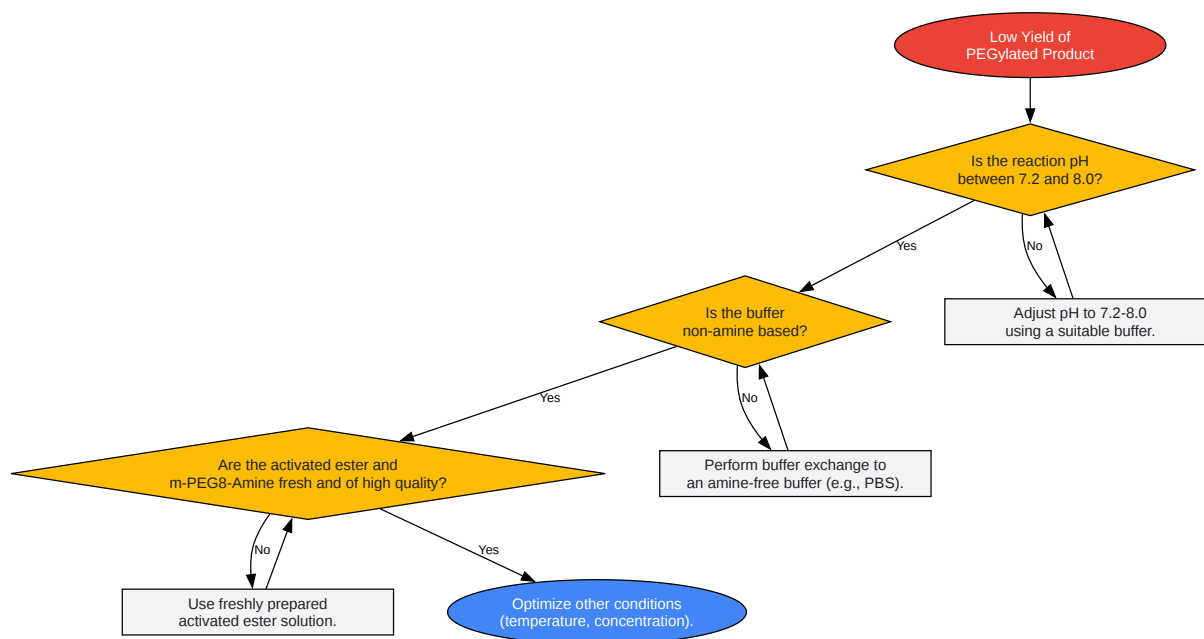 Low Yield of
PEGylated Product
Is the reaction pH
between 7.2 and 8.0?
Yes
No
Is the buffer
non-amine based?
Adjust pH to 7.2-8.0
using a suitable buffer.
Yes
No
Are the activated ester and
m-PEG8-Amine fresh and of high quality?
Perform buffer exchange to
an amine-free buffer (e.g., PBS).
No
Yes
Use freshly prepared
activated ester solution.
Optimize other conditions
(temperature, concentration).